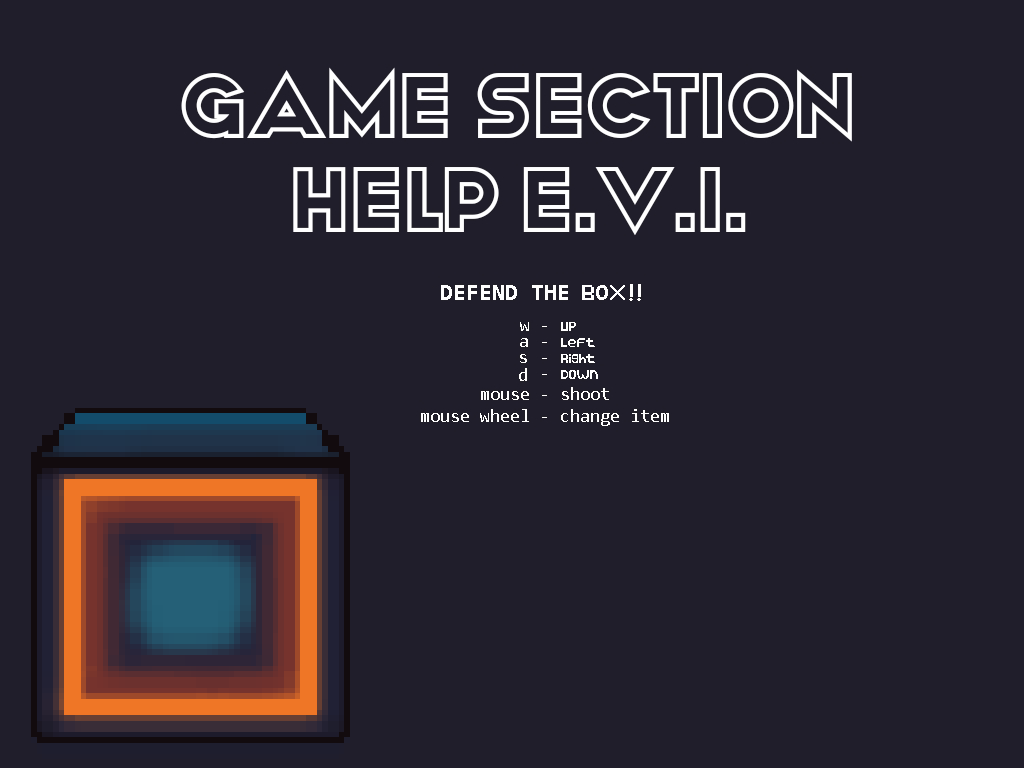 GAME SECTION
HELP E.V.I.
DEFEND THE BOX!!
w - UP
a - Left
s - Right
d - DOWn
mouse - shoot
mouse wheel - change item